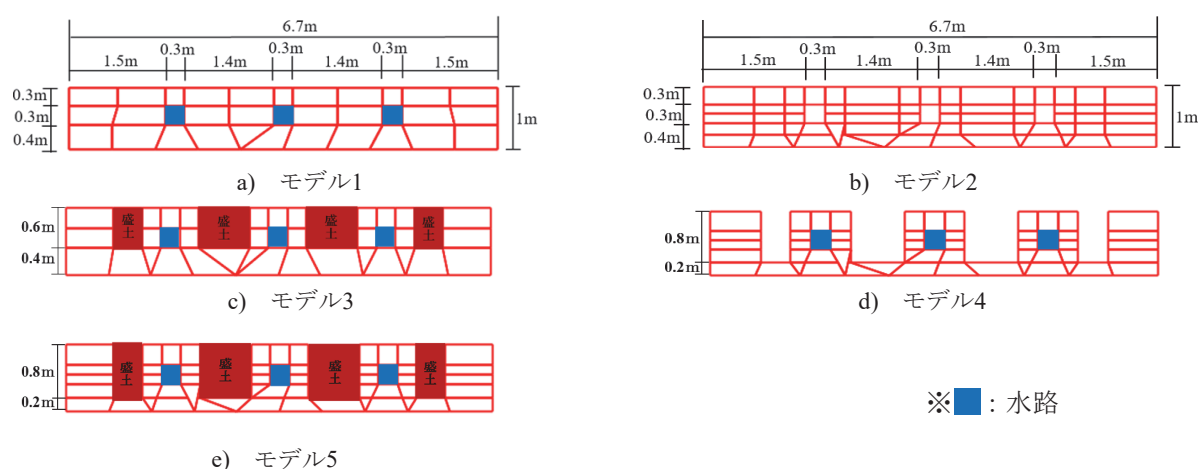 6.7m
0.3m 0.3m 0.3m
1.5m 1.4m 1.4m 1.5m
0.3m
0.3m
0.4m
1m
a) モデル1
6.7m
0.3m 0.3m 0.3m
1.5m 1.4m 1.4m 1.5m
0.3m
0.3m
0.4m
1m
b) モデル2
0.6m
0.4m
盛土 盛土 盛土 盛土
c) モデル3
0.8m
0.2m
d) モデル4
0.8m
0.2m
盛土 盛土 盛土 盛土
e) モデル5
※ : 水路